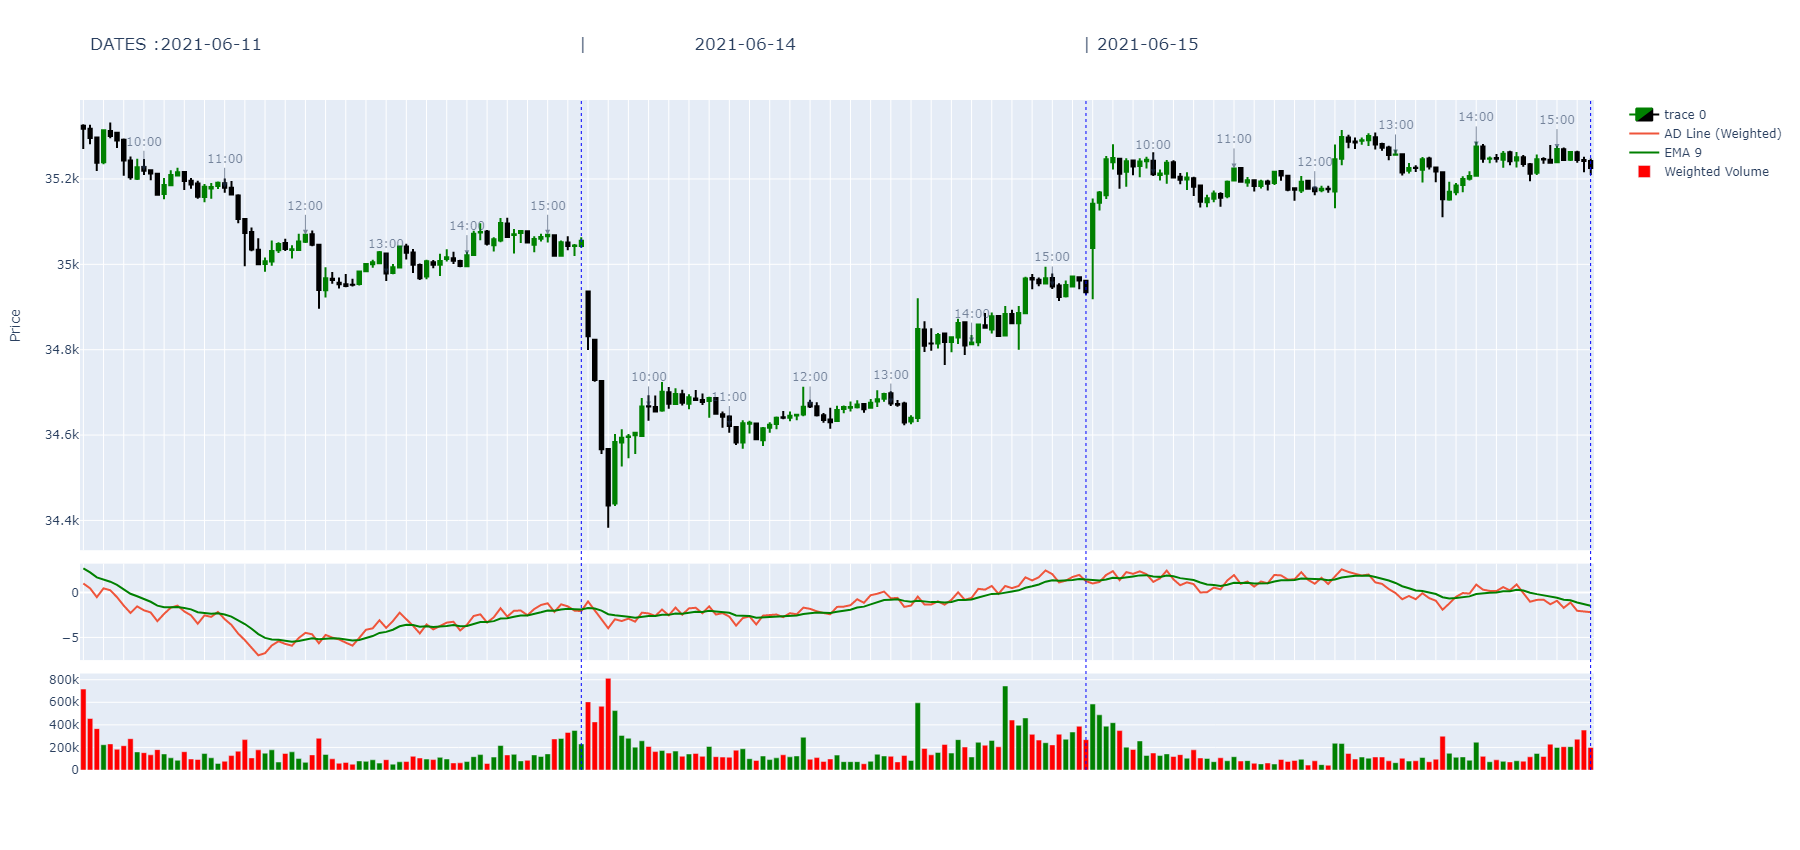 DATES :2021-06-11 | 2021-06-14 | 2021-06-15
trace 0
AD Line (Weighted)
EMA 9
Weighted Volume
Price
35.2k
35k
34.8k
34.6k
34.4k
10:00
11:00
12:00
13:00
14:00
15:00
10:00
11:00
12:00
13:00
14:00
15:00
10:00
11:00
12:00
13:00
14:00
15:00
0
−5
800k
600k
400k
200k
0